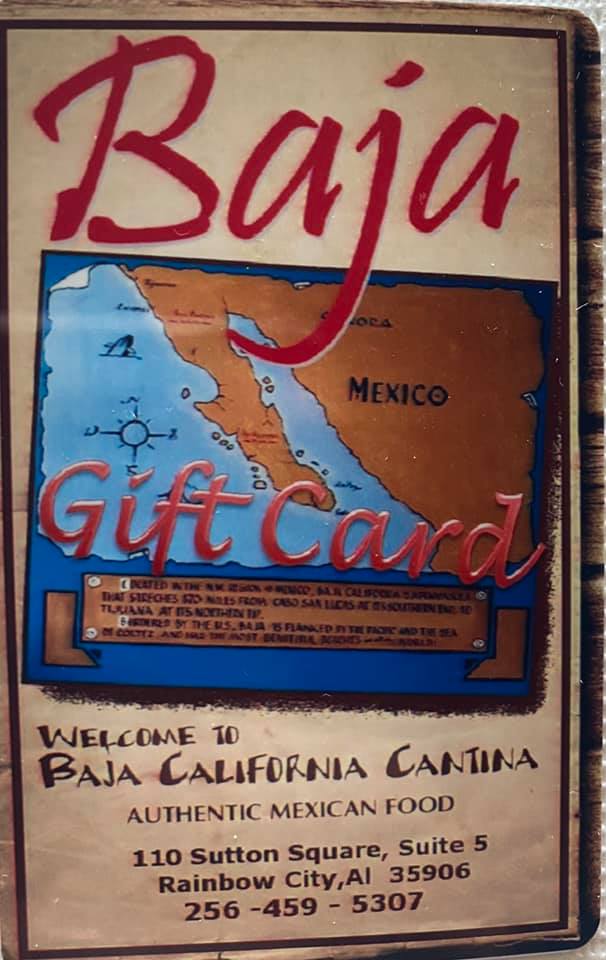 Baja
MEXICO
Gift Card
LOCATED IN THE N.W. REGION OF MEXICO, BAJA CALIFORNIA
THAT STRECHES 1170 MILES FROM CABO SAN LUCAS AT ITS SOUTHERN END TO
TIJUANA AT ITS NORTHERN TIP.
BORDERED BY THE U.S. BAJA IS FLANKED BY THE PACIFIC AND THE SEA
OF CORTEZ, AND HAS THE MOST BEAUTIFUL BEACHES
WELCOME TO
BAJA CALIFORNIA CANTINA
AUTHENTIC MEXICAN FOOD
110 Sutton Square, Suite 5
Rainbow City,Al 35906
256 -459 - 5307